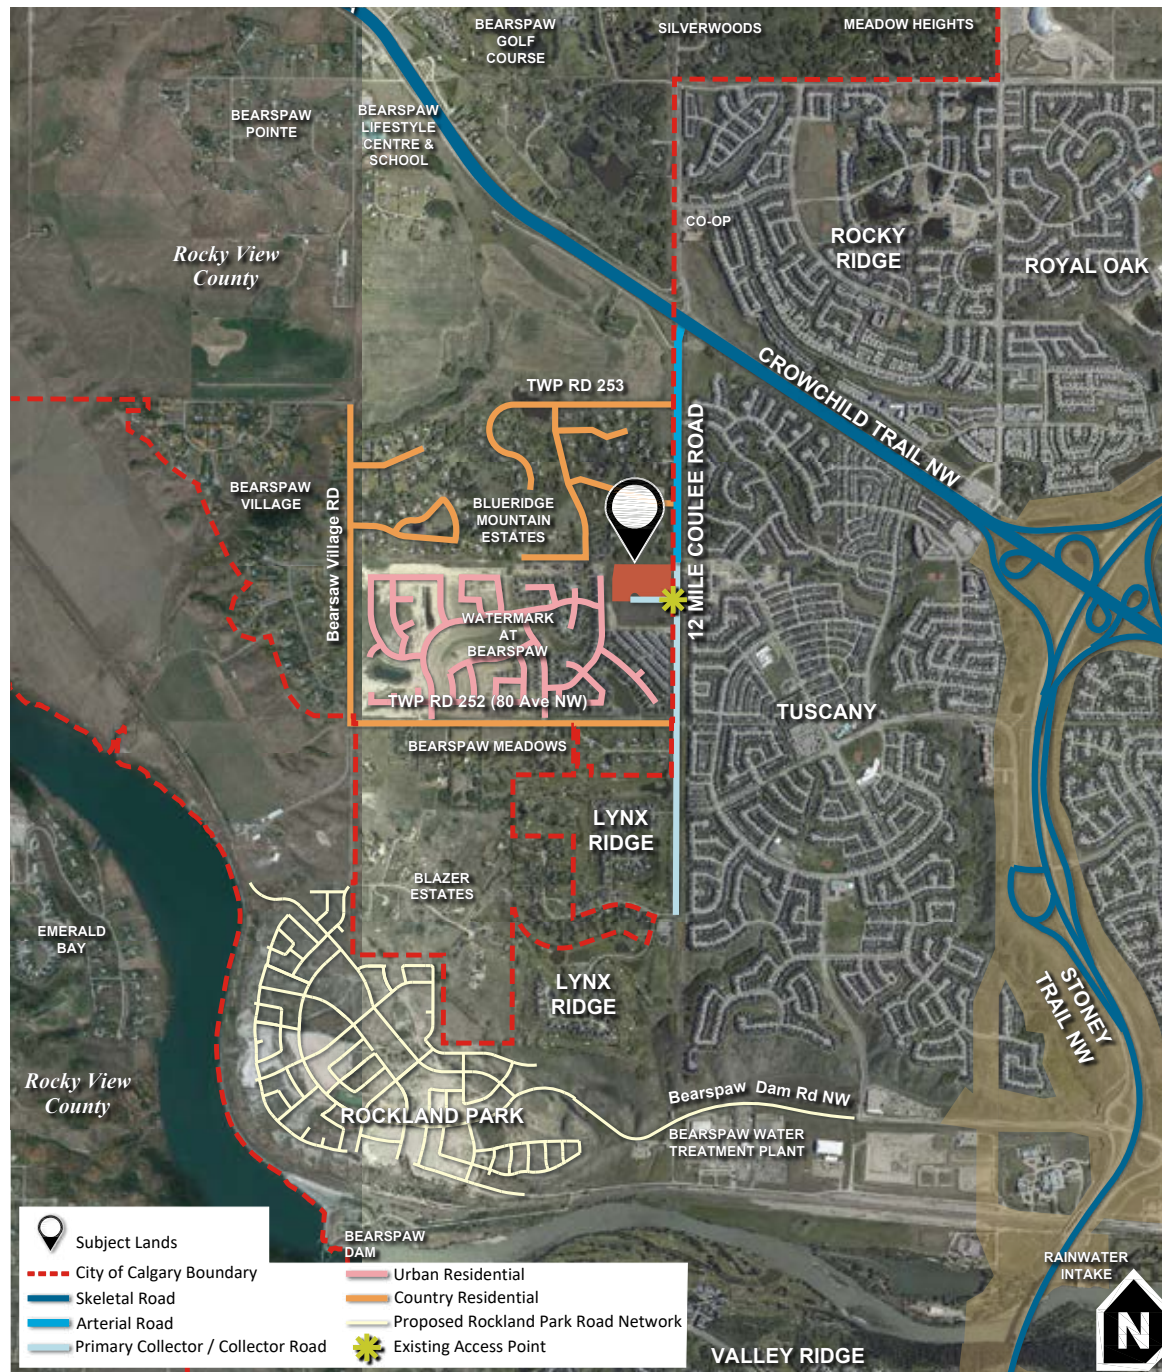 BEARSPAW
GOLF
COURSE
SILVERWOODS
MEADOW HEIGHTS
BEARSPAW
POINTE
BEARSPAW
LIFESTYLE
CENTRE &
SCHOOL
CO-OP
ROCKY
RIDGE
ROYAL OAK
Rocky View
County
CROWCHILD TRAIL NW
TWP RD 253
12 MILE COULEE ROAD
BEARSPAW
VILLAGE
Bearsaw Village RD
BLUERIDGE
MOUNTAIN
ESTATES
WATERMARK
AT
BEARSPAW
TWP RD 252 (80 Ave NW)
TUSCANY
BEARSPAW MEADOWS
LYNX
RIDGE
BLAZER
ESTATES
EMERALD
BAY
LYNX
RIDGE
STONEY
TRAIL NW
Rocky View
County
ROCKLAND PARK
Bearspaw Dam Rd NW
BEARSPAW WATER
TREATMENT PLANT
BEARSPAW
DAM
RAINWATER
INTAKE
VALLEY RIDGE
N
Subject Lands
City of Calgary Boundary
Skeletal Road
Arterial Road
Primary Collector / Collector Road
Urban Residential
Country Residential
Proposed Rockland Park Road Network
Existing Access Point